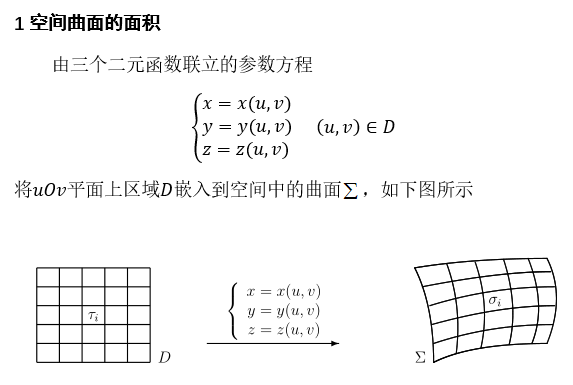 1 空间曲面的面积
由三个二元函数联立的参数方程
x = x(u, v)
y = y(u, v) (u, v) ∈ D
z = z(u, v)
将uOv平面上区域D嵌入到空间中的曲面∑，如下图所示
x = x(u, v)
y = y(u, v)
z = z(u, v)
τi
D
σi
Σ